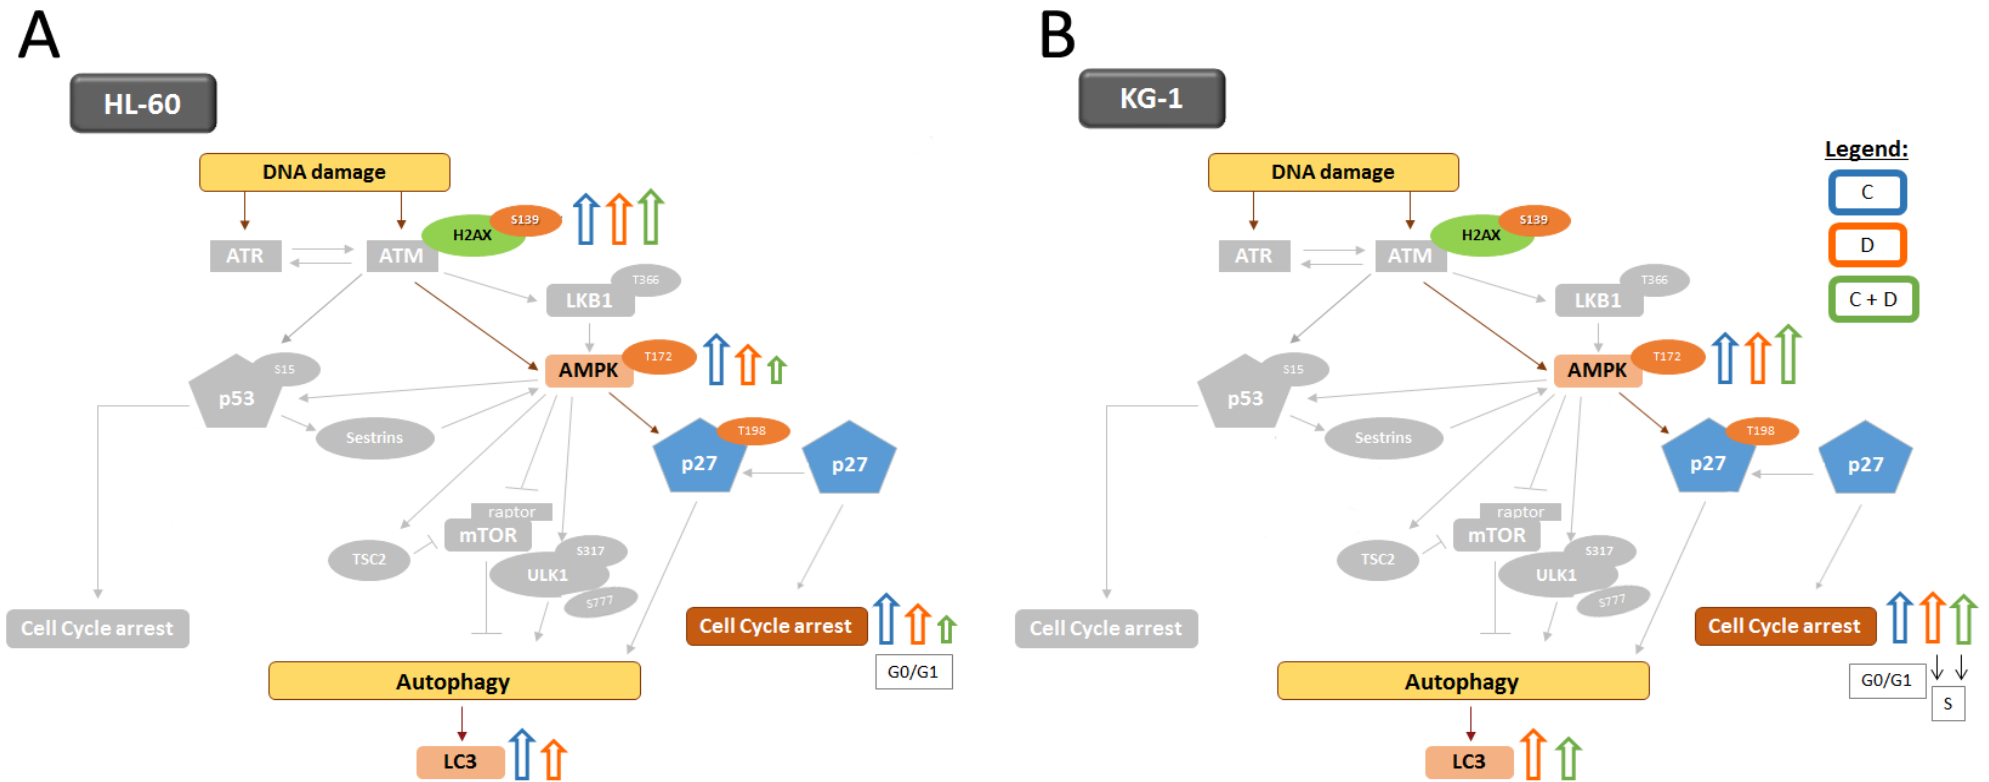 A
HL-60
DNA damage
S139
H2AX
ATR
ATM
T366
LKB1
T172
AMPK
S15
p53
Sestrins
T198
p27
p27
raptor
mTOR
TSC2
S317
ULK1
S777
Cell Cycle arrest
Cell Cycle arrest
G0/G1
Autophagy
LC3
B
KG-1
DNA damage
S139
H2AX
ATR
ATM
T366
LKB1
T172
AMPK
S15
p53
Sestrins
T198
p27
p27
raptor
mTOR
TSC2
S317
ULK1
S777
Cell Cycle arrest
Cell Cycle arrest
G0/G1
S
Autophagy
LC3
Legend:
C
D
C + D